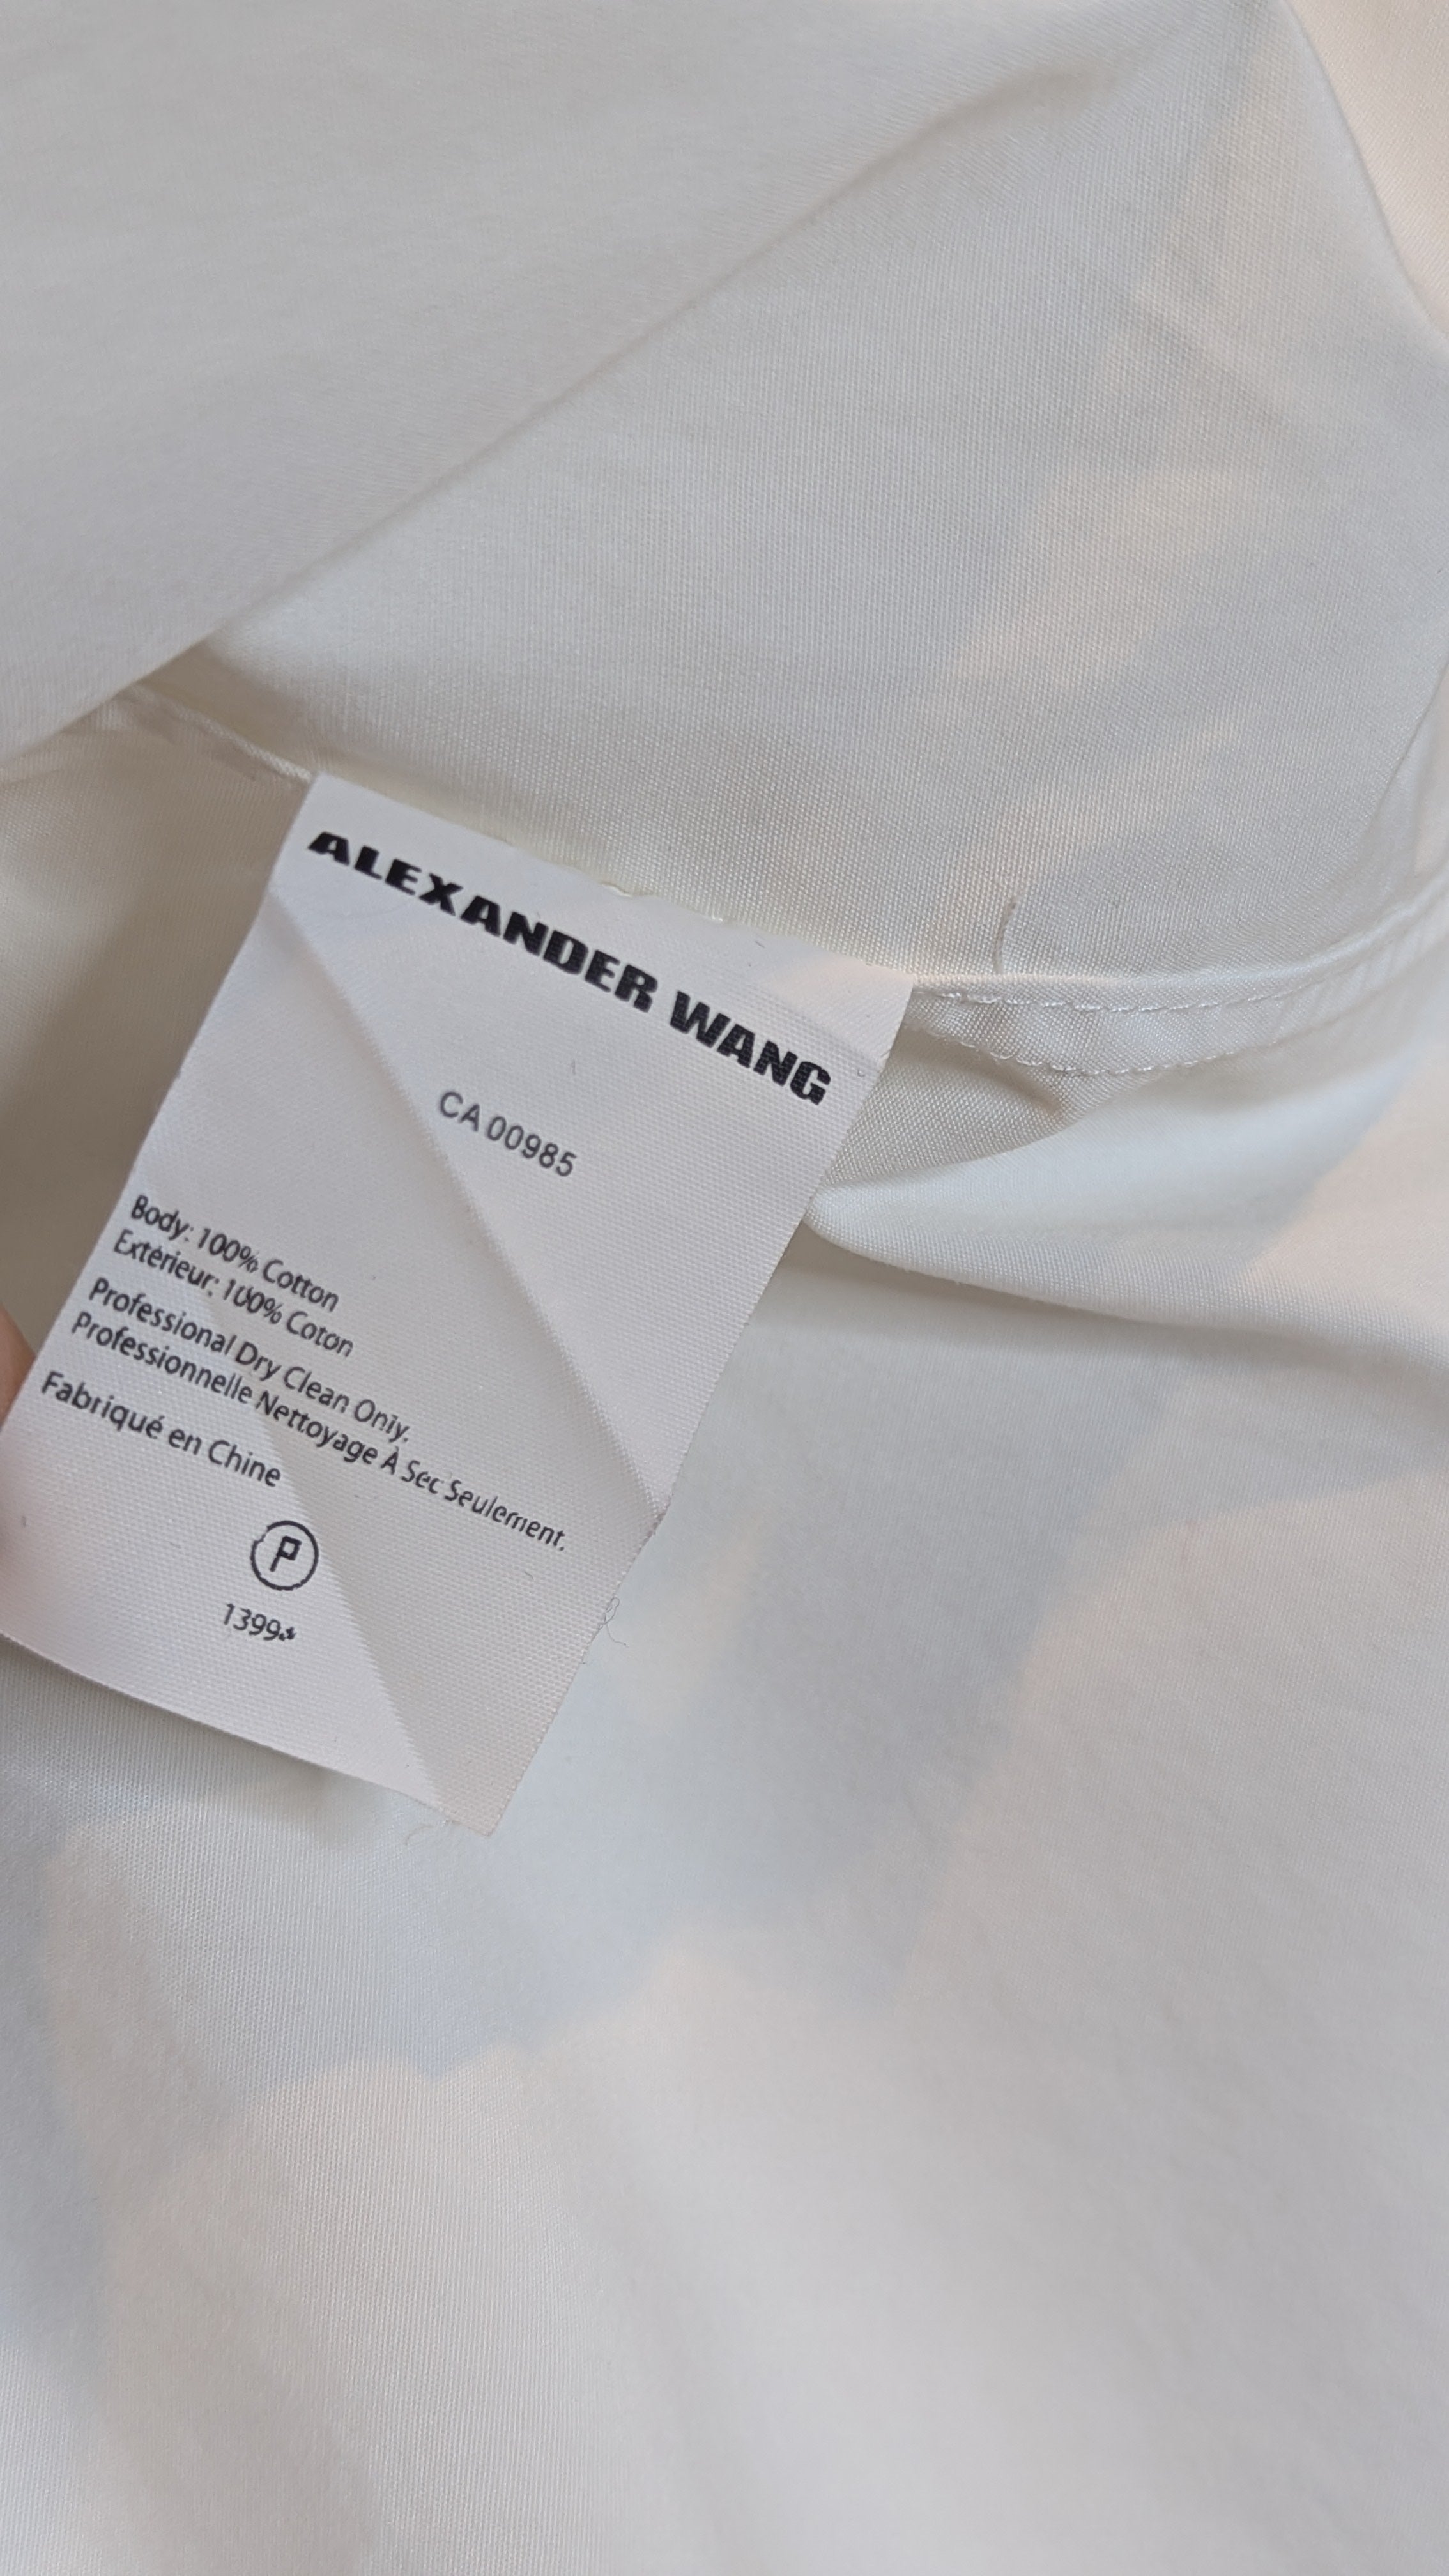 ALEXANDER WANG
CA 00985
Body: 100% Cotton
Extérieur: 100% Coton
Professional Dry Clean Only.
Professionnelle Nettoyage À Sec Seulement.
Fabriqué en Chine
P
1399